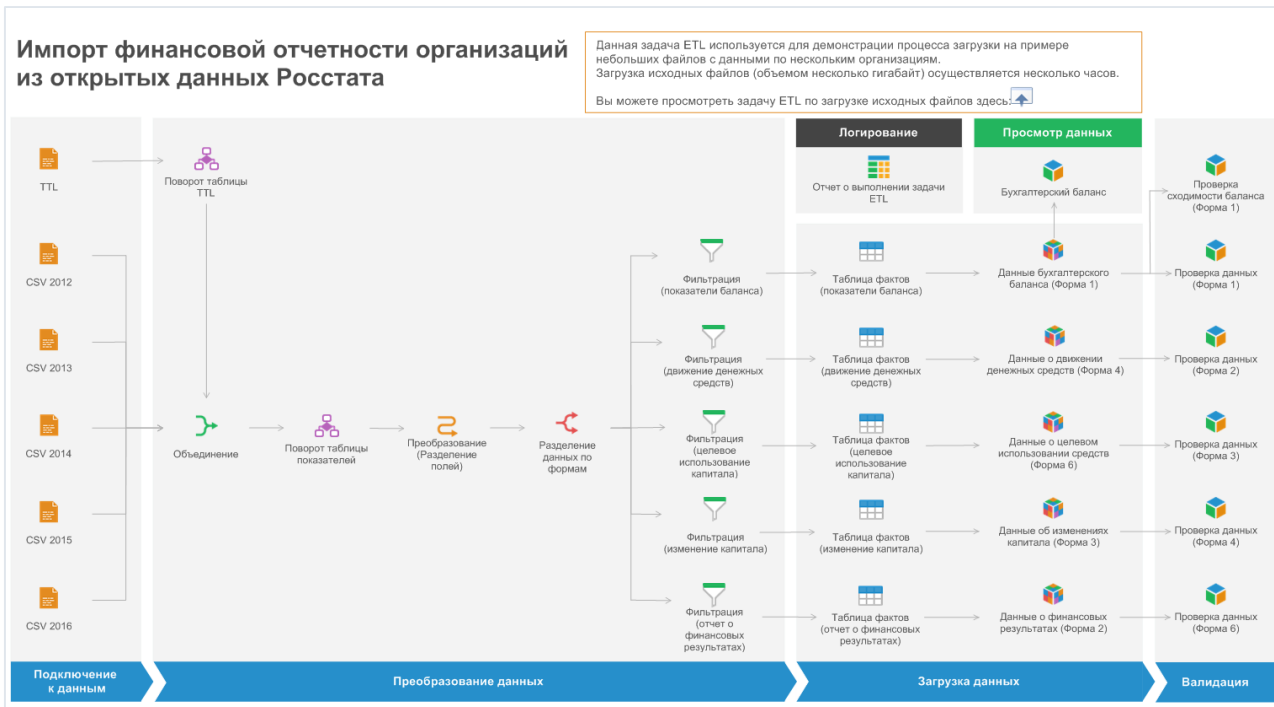 Импорт финансовой отчетности организаций
из открытых данных Росстата
Данная задача ETL используется для демонстрации процесса загрузки на примере
небольших файлов с данными по нескольким организациям.
Загрузка исходных файлов (объемом несколько гигабайт) осуществляется несколько часов.
Вы можете просмотреть задачу ETL по загрузке исходных файлов здесь:
Логирование
Просмотр данных
TTL
Поворот таблицы
TTL
Отчет о выполнении задачи
ETL
Бухгалтерский баланс
Проверка
сходимости баланса
(Форма 1)
CSV 2012
Фильтрация
(показатели баланса)
Таблица фактов
(показатели баланса)
Данные бухгалтерского
баланса (Форма 1)
Проверка данных
(Форма 1)
CSV 2013
Фильтрация
(движение денежных
средств)
Таблица фактов
(движение денежных
средств)
Данные о движении
денежных средств (Форма 4)
Проверка данных
(Форма 2)
CSV 2014
Объединение
Поворот таблицы
показателей
Преобразование
(Разделение
полей)
Разделение
данных по
формам
Фильтрация
(целевое
использование
капитала)
Таблица фактов
(целевое
использование
капитала)
Данные о целевом
использовании средств
(Форма 6)
Проверка данных
(Форма 3)
CSV 2015
Фильтрация
(изменение капитала)
Таблица фактов
(изменение капитала)
Данные об изменениях
капитала (Форма 3)
Проверка данных
(Форма 4)
CSV 2016
Фильтрация
(отчет о
финансовых
результатах)
Таблица фактов
(отчет о финансовых
результатах)
Данные о финансовых
результатах (Форма 2)
Проверка данных
(Форма 6)
Подключение
к данным
Преобразование данных
Загрузка данных
Валидация